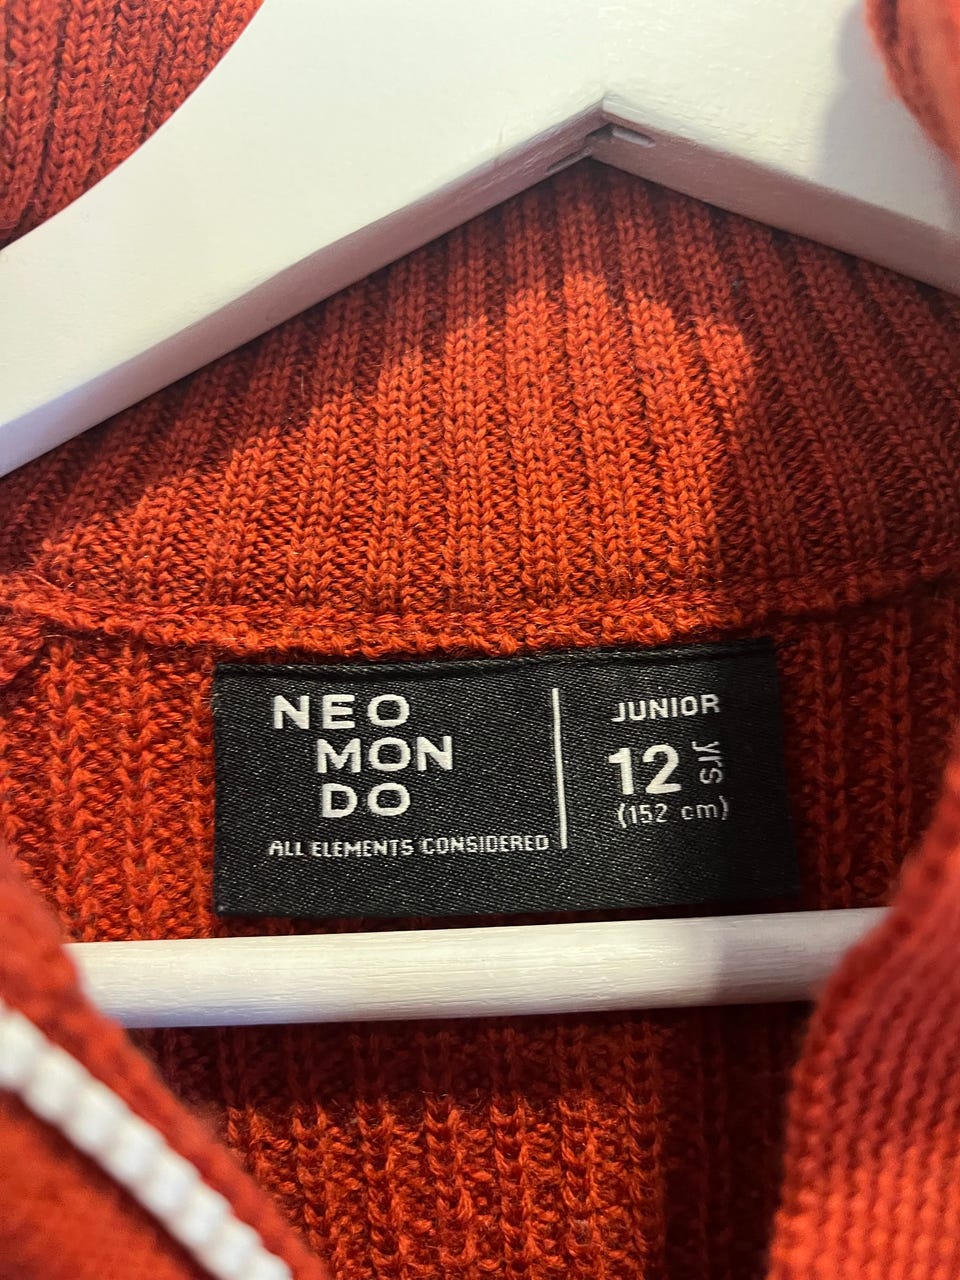 NEO
MON
DO
ALL ELEMENTS CONSIDERED
JUNIOR
12 yrs
(152 cm)